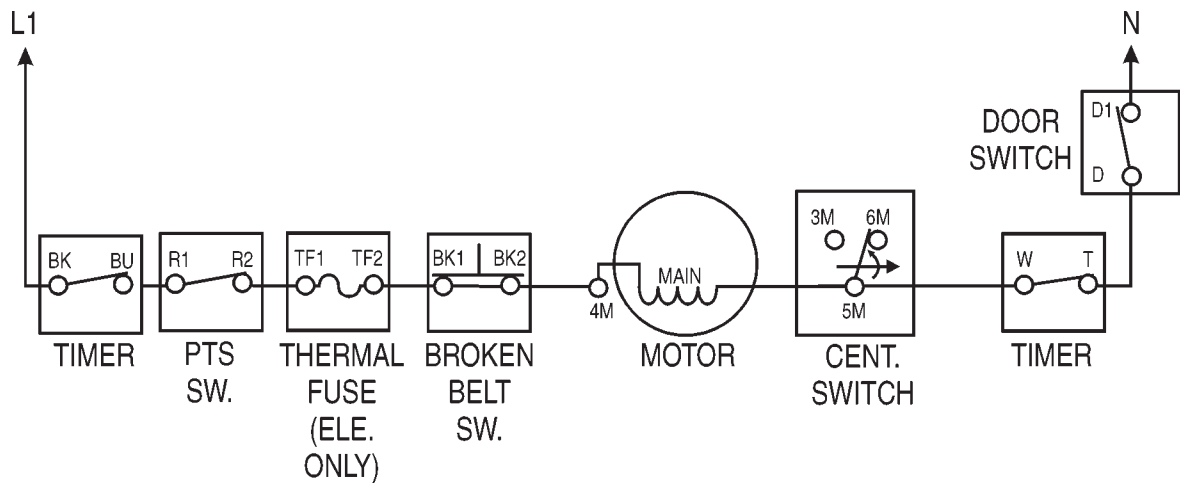 L1
N
D1
DOOR
SWITCH
D
BK BU
R1 R2
TF1 TF2
BK1 BK2
4M
MAIN
3M 6M
5M
W T
TIMER
PTS
SW.
THERMAL
FUSE
(ELE.
ONLY)
BROKEN
BELT
SW.
MOTOR
CENT.
SWITCH
TIMER